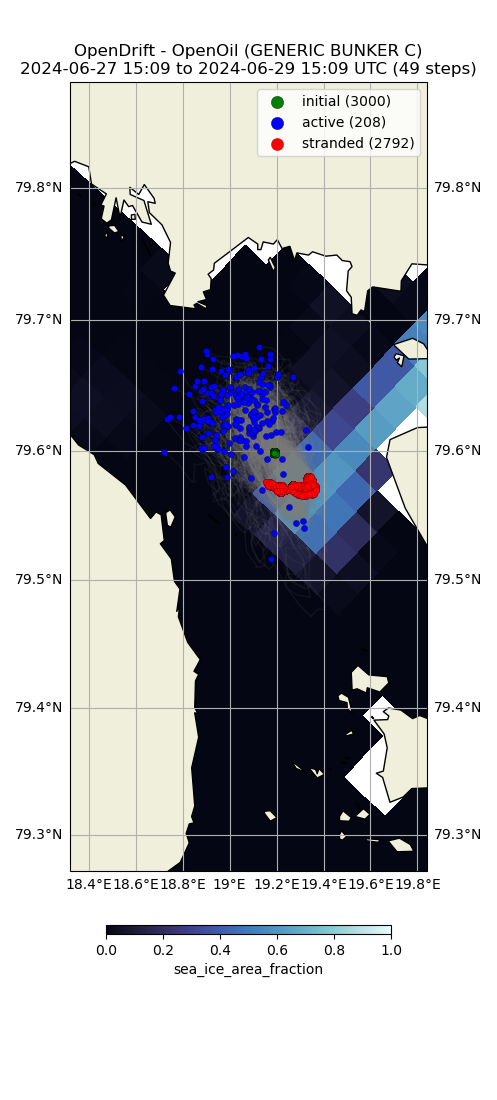 OpenDrift - OpenOil (GENERIC BUNKER C)
2024-06-27 15:09 to 2024-06-29 15:09 UTC (49 steps)
initial (3000)
active (208)
stranded (2792)
79.8°N 79.8°N
79.7°N 79.7°N
79.6°N 79.6°N
79.5°N 79.5°N
79.4°N 79.4°N
79.3°N 79.3°N
18.4°E 18.6°E 18.8°E 19°E 19.2°E 19.4°E 19.6°E 19.8°E
0.0 0.2 0.4 0.6 0.8 1.0
sea_ice_area_fraction